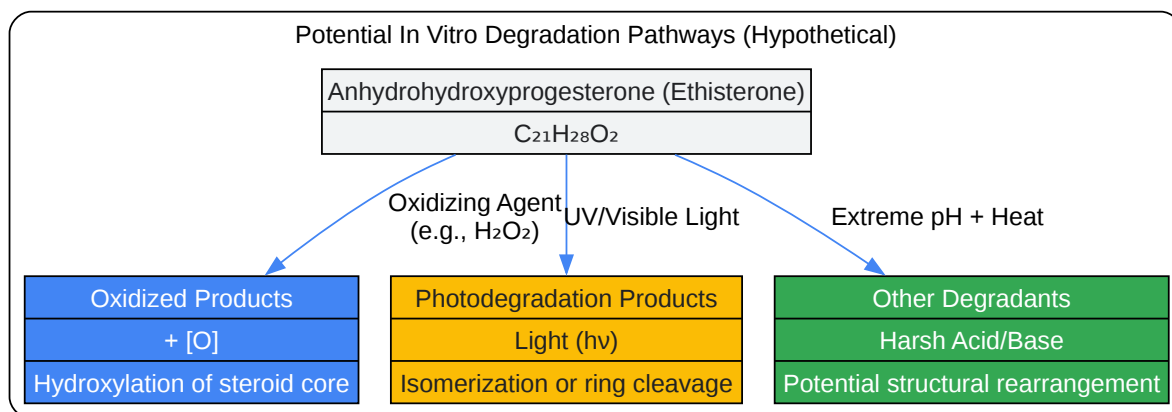 Potential In Vitro Degradation Pathways (Hypothetical)
Anhydrohydroxyprogesterone (Ethisterone)
C₂₁H₂₈O₂
Oxidizing Agent
(e.g., H₂O₂)
UV/Visible Light
Extreme pH + Heat
Oxidized Products
+ [O]
Hydroxylation of steroid core
Photodegradation Products
Light (hν)
Isomerization or ring cleavage
Other Degradants
Harsh Acid/Base
Potential structural rearrangement